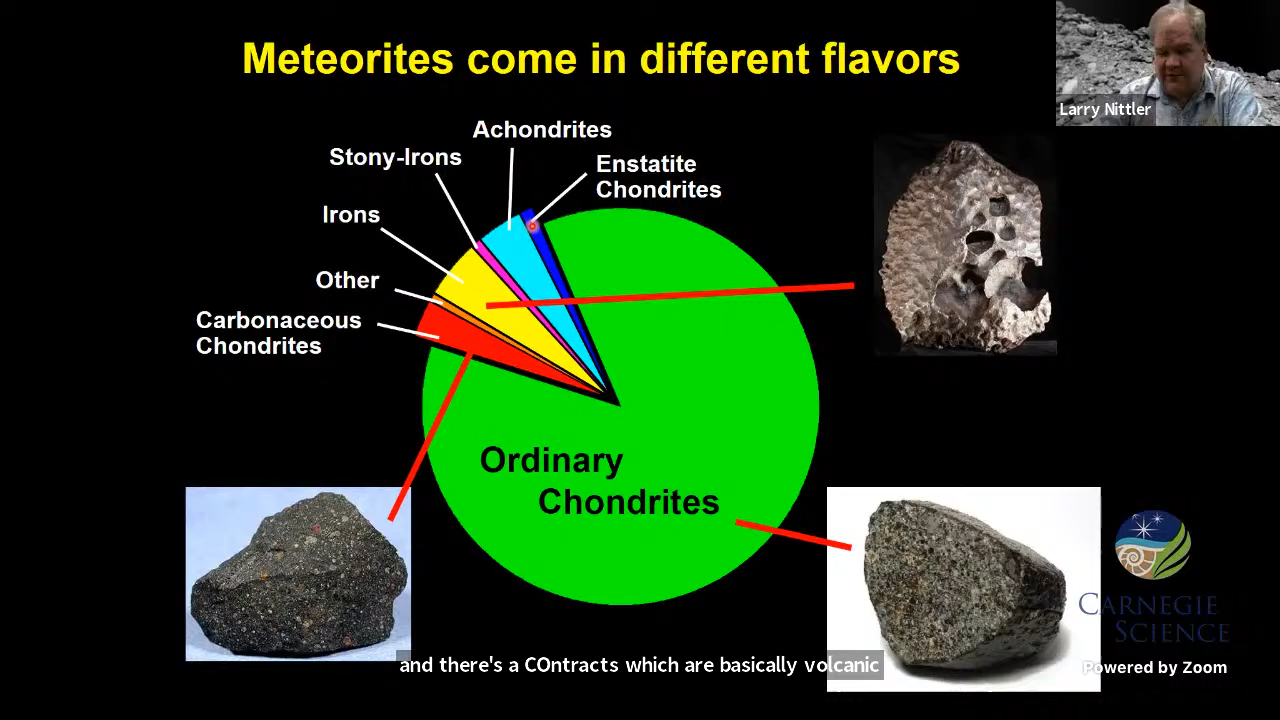 Meteorites come in different flavors
Larry Nittler
Achondrites
Stony-Irons
Enstatite
Chondrites
Irons
Other
Carbonaceous
Chondrites
Ordinary
Chondrites
CARNEGIE
SCIENCE
and there's a COntracts which are basically volcanic
Powered by Zoom